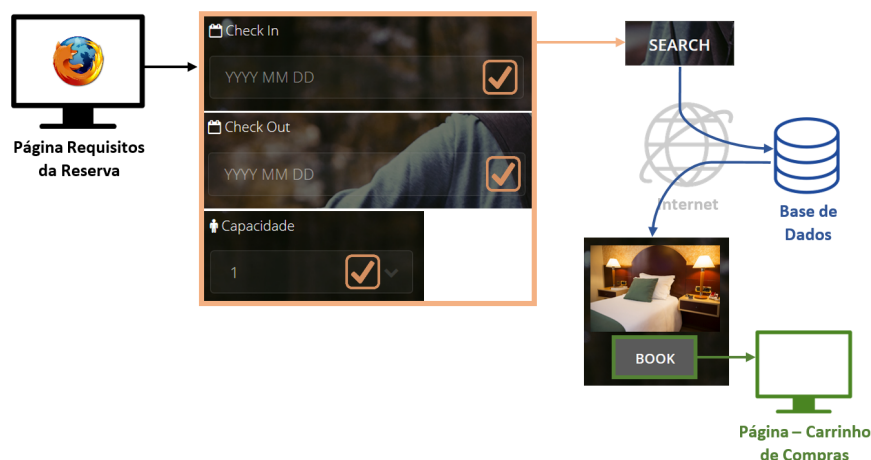 Página Requisitos
da Reserva
Check In
YYYY MM DD
Check Out
YYYY MM DD
Capacidade
1
SEARCH
Internet
Base de
Dados
BOOK
Página – Carrinho
de Compras